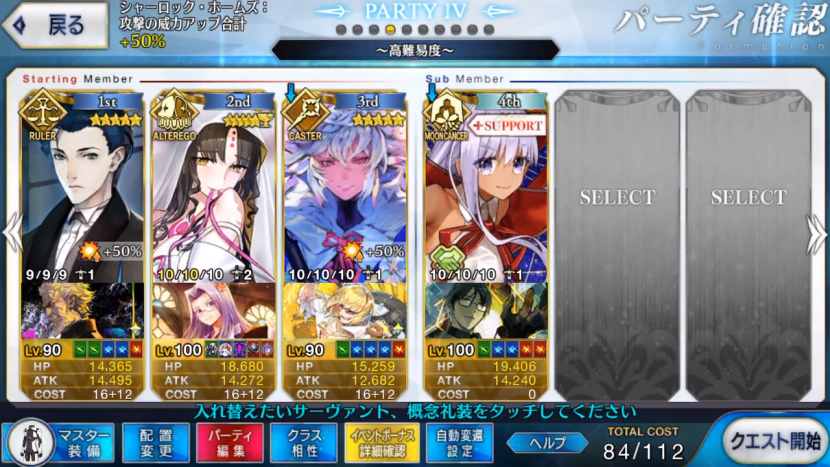 戻る
シャーロック・ホームズ：
攻撃の威力アップ合計
+50%
PARTY IV
～高難易度～
パーティ確認
Formation
Starting Member
Sub Member
1st
2nd
3rd
4th
RULER
ALTEREGO
CASTER
MOONCANCER
+SUPPORT
SELECT
SELECT
+50%
+50%
9/9/9 1
10/10/10 2
10/10/10 1
10/10/10 1
Lv.90
Lv.100
Lv.90
Lv.100
HP 14,365
ATK 14,495
COST 16+12
HP 18,680
ATK 14,272
COST 16+12
HP 15,259
ATK 12,682
COST 16+12
HP 19,406
ATK 14,240
COST 0
入れ替えたいサーヴァント、概念礼装をタッチしてください
マスター
装備
配置
変更
パーティ
編集
クラス
相性
イベントボーナス
詳細確認
自動変還
設定
ヘルプ
TOTAL COST
84/112
クエスト開始